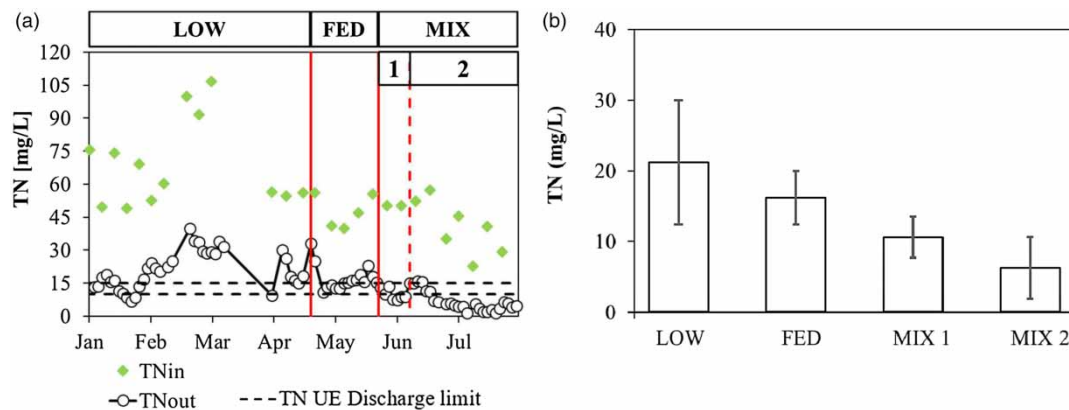 (a)
LOW FED MIX
1 2
TN [mg/L]
120
105
90
75
60
45
30
15
0
Jan Feb Mar Apr May Jun Jul
TNin
TNout
TN UE Discharge limit
(b)
TN (mg/L)
40
30
20
10
0
LOW FED MIX 1 MIX 2